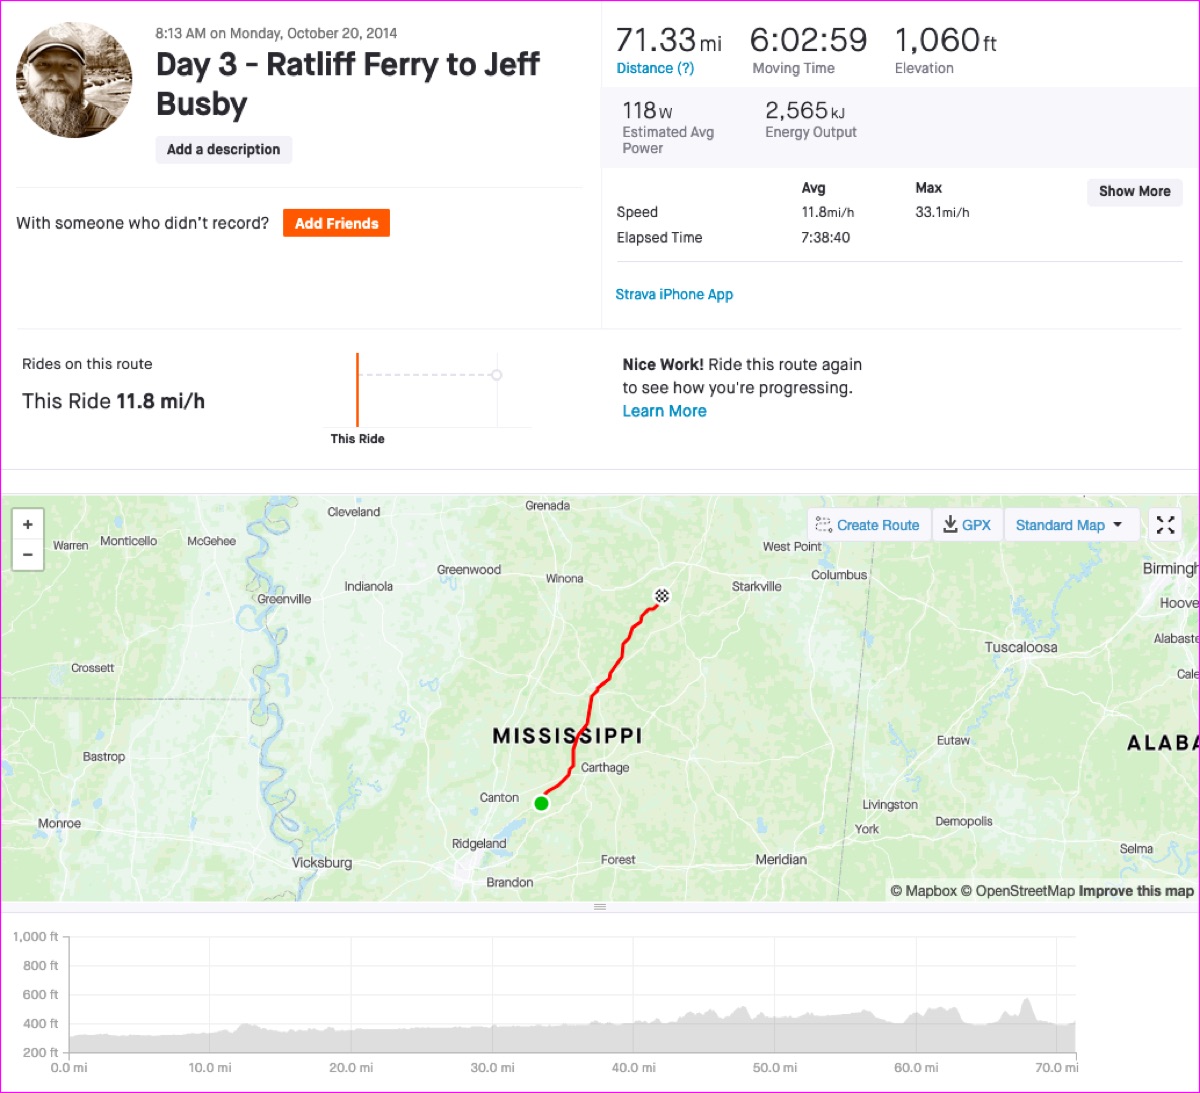 8:13 AM on Monday, October 20, 2014
Day 3 - Ratliff Ferry to Jeff
Busby
Add a description
With someone who didn't record?
Add Friends
71.33 mi
6:02:59
1,060 ft
Distance (?)
Moving Time
Elevation
118 W
2,565 kJ
Estimated Avg
Power
Energy Output
Avg
Max
Show More
Speed
11.8mi/h
33.1mi/h
Elapsed Time
7:38:40
Strava iPhone App
Rides on this route
This Ride 11.8 mi/h
This Ride
Nice Work! Ride this route again
to see how you're progressing.
Learn More
+
−
Create Route
GPX
Standard Map
Cleveland
Grenada
Warren
Monticello
McGehee
West Point
Greenwood
Winona
Columbus
Birmingh
Indianola
Starkville
Greenville
Hoove
Alabaste
Tuscaloosa
Crossett
Cale
MISSISSIPPI
Eutaw
ALABA
Bastrop
Carthage
Canton
Livingston
Monroe
York
Demopolis
Ridgeland
Selma
Vicksburg
Forest
Meridian
Brandon
© Mapbox © OpenStreetMap Improve this map
1,000 ft
800 ft
600 ft
400 ft
200 ft
0.0 mi
10.0 mi
20.0 mi
30.0 mi
40.0 mi
50.0 mi
60.0 mi
70.0 mi